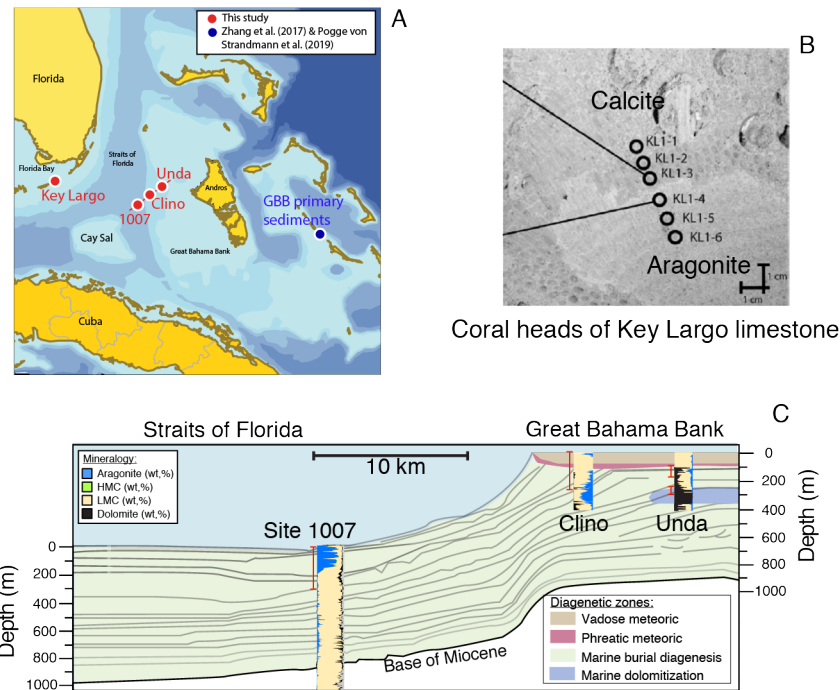 A
This study
Zhang et al. (2017) & Pogge von
Strandmann et al. (2019)
Florida
Florida Bay
Straits of
Florida
Key Largo
Unda
Clino
1007
Andros
GBB primary
sediments
Cay Sal
Great Bahama Bank
Cuba
B
Calcite
KL1-1
KL1-2
KL1-3
KL1-4
KL1-5
KL1-6
Aragonite
1 cm
1 cm
Coral heads of Key Largo limestone
C
Straits of Florida
Great Bahama Bank
Mineralogy:
Aragonite (wt,%)
HMC (wt,%)
LMC (wt,%)
Dolomite (wt,%)
10 km
Site 1007
Clino
Unda
0
200
400
600
800
1000
Depth (m)
0
200
400
600
800
1000
Depth (m)
Base of Miocene
Diagenetic zones:
Vadose meteoric
Phreatic meteoric
Marine burial diagenesis
Marine dolomitization